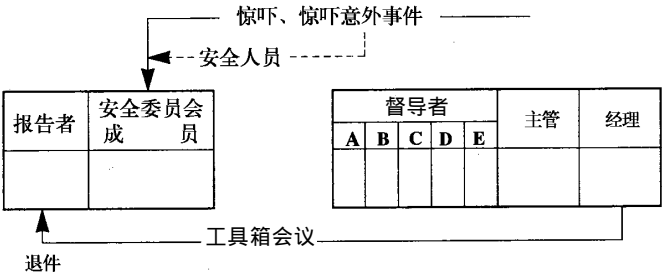 惊吓、惊吓意外事件
安全人员
报告者
安全委员会
成 员
督导者
A B C D E
主管
经理
工具箱会议
退件